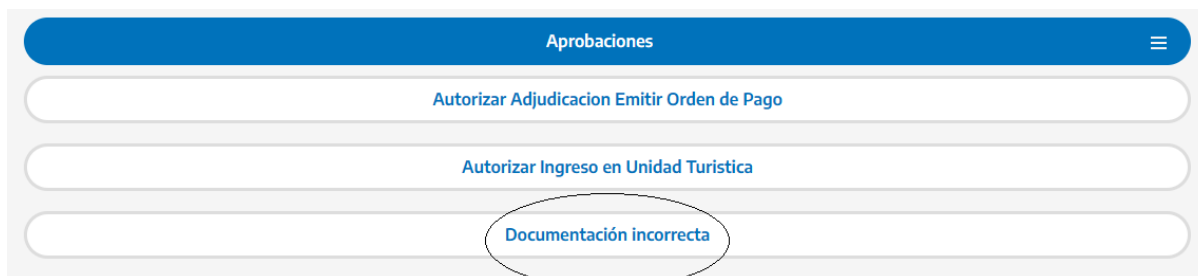 Aprobaciones
Autorizar Adjudicacion Emitir Orden de Pago
Autorizar Ingreso en Unidad Turistica
Documentación incorrecta